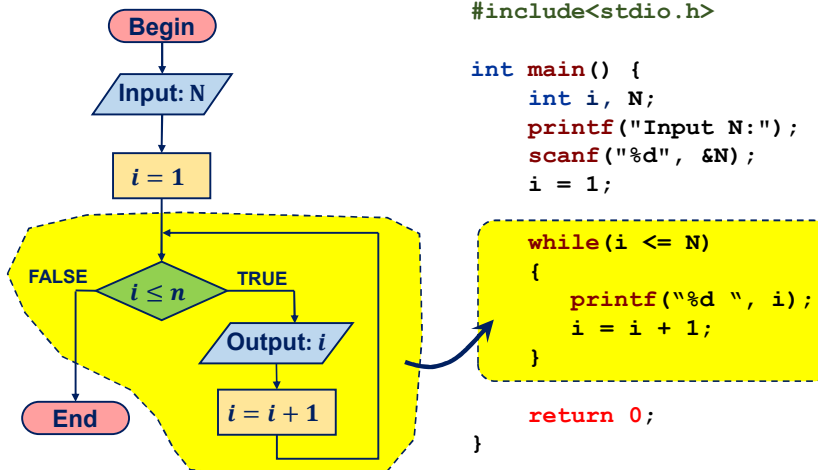 Begin
Input: N
i = 1
FALSE
i ≤ n
TRUE
Output: i
i = i + 1
End
#include<stdio.h>
int main() {
int i, N;
printf("Input N:");
scanf("%d", &N);
i = 1;
while(i <= N)
{
printf(“%d “, i);
i = i + 1;
}
return 0;
}